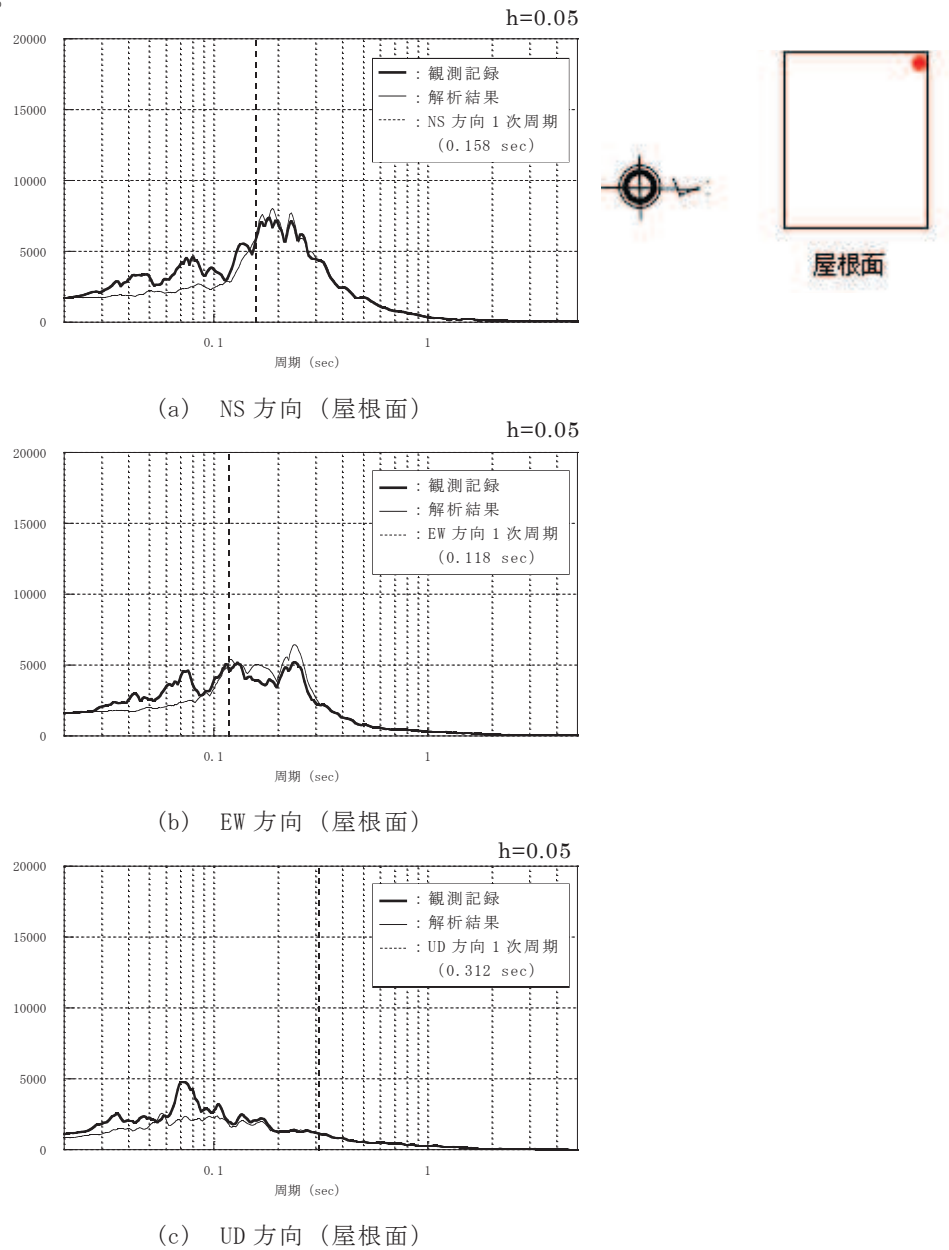 h=0.05
20000
15000
10000
5000
0
0.1
1
周期 (sec)
━━ : 観測記録
── : 解析結果
------ : NS 方向 1 次周期
(0.158 sec)
屋根面
(a) NS 方向 (屋根面)
h=0.05
20000
15000
10000
5000
0
0.1
1
周期 (sec)
━━ : 観測記録
── : 解析結果
------ : EW 方向 1 次周期
(0.118 sec)
(b) EW 方向 (屋根面)
h=0.05
20000
15000
10000
5000
0
0.1
1
周期 (sec)
━━ : 観測記録
── : 解析結果
------ : UD 方向 1 次周期
(0.312 sec)
(c) UD 方向 (屋根面)